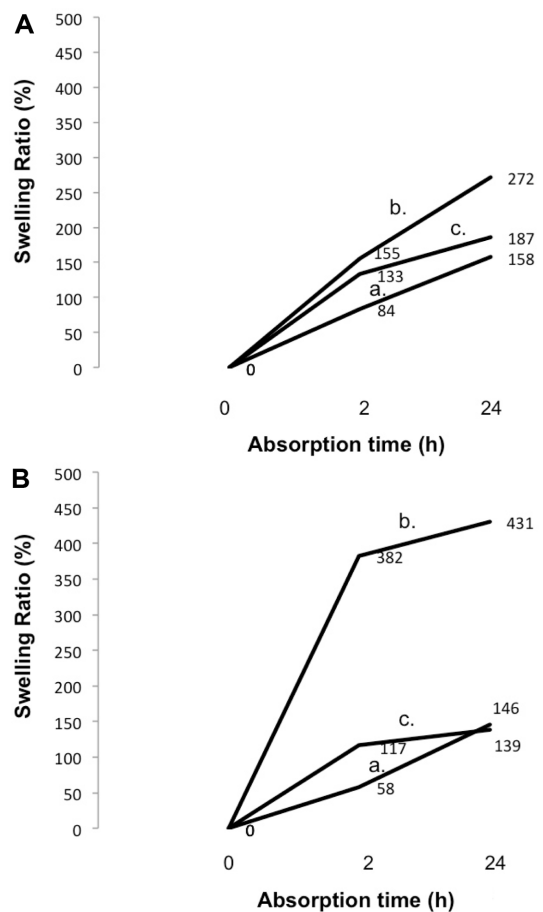 A
500
450
400
350
300
250
200
150
100
50
0
Swelling Ratio (%)
b.
272
c.
187
155
158
133
a.
84
0
0 2 24
Absorption time (h)
B
500
450
400
350
300
250
200
150
100
50
0
Swelling Ratio (%)
b.
431
382
146
c.
139
117
a.
58
0
0 2 24
Absorption time (h)